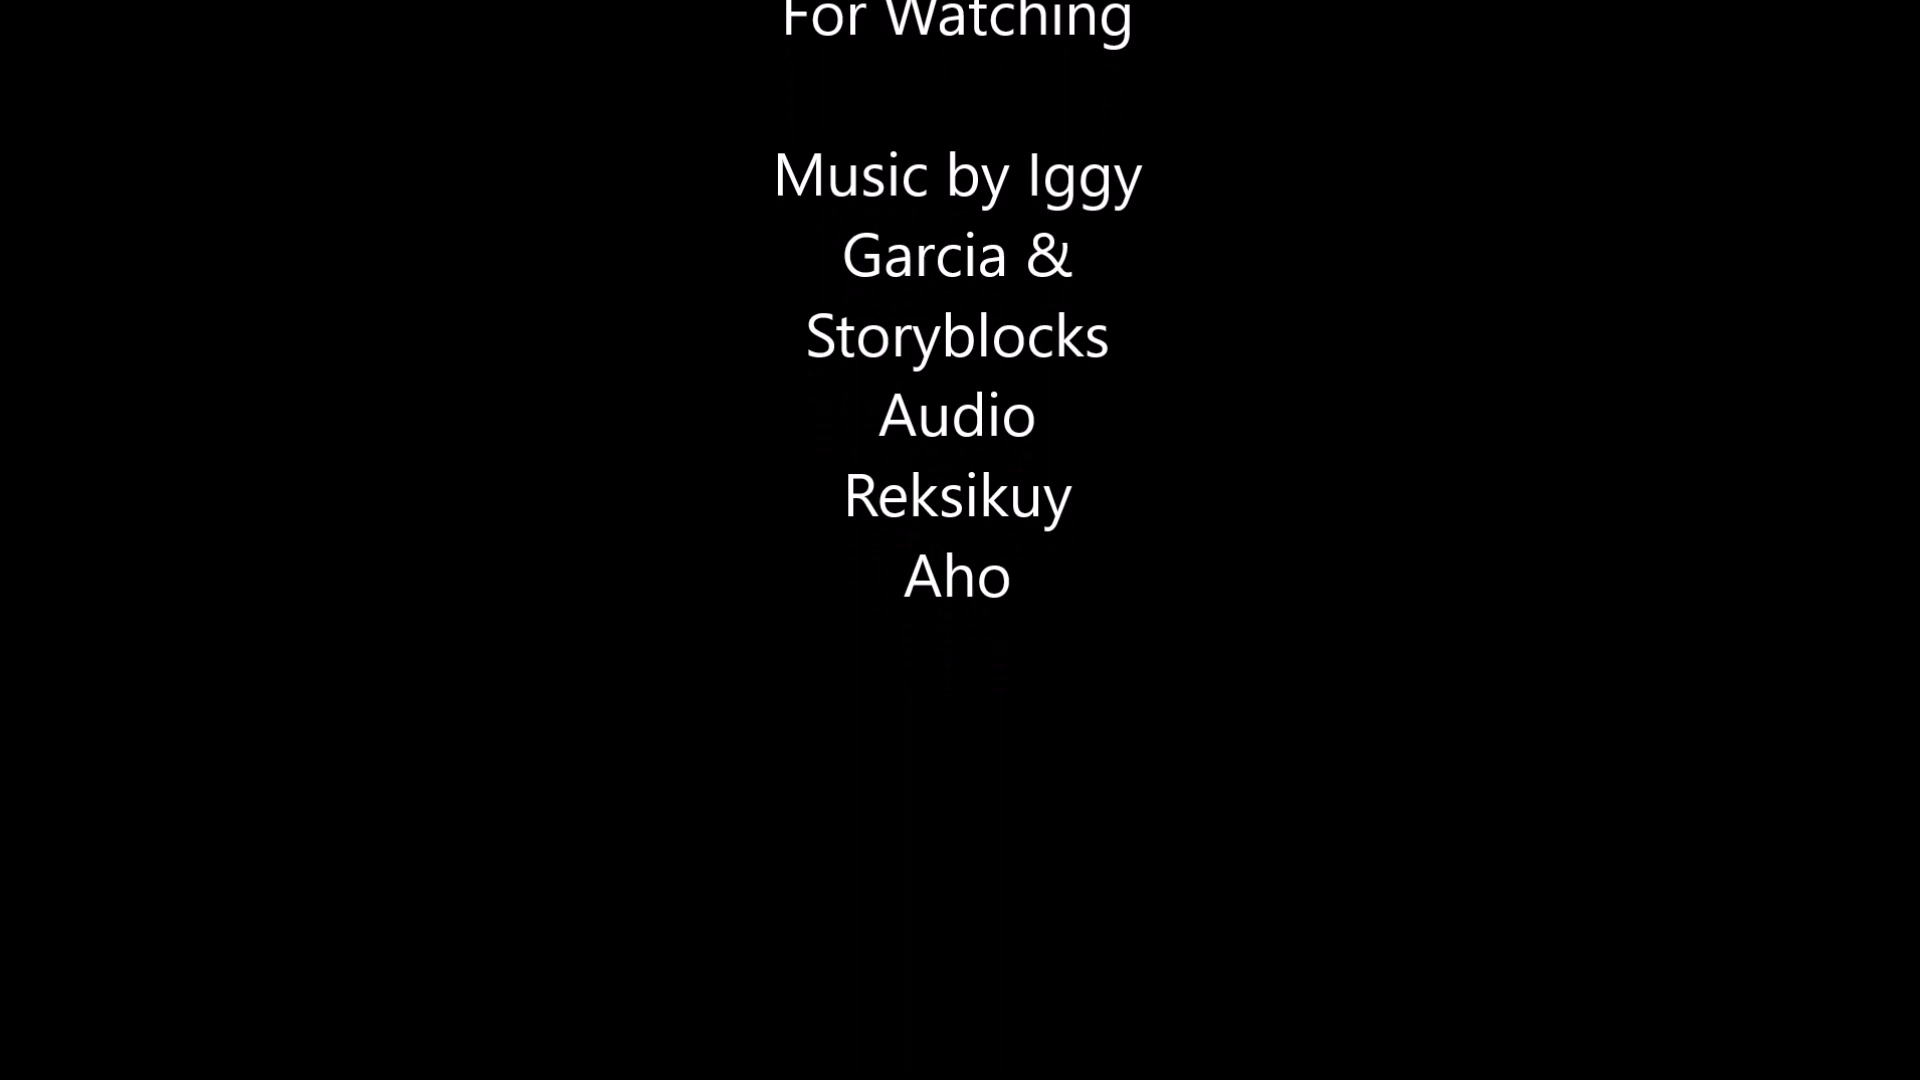 For Watching
Music by Iggy
Garcia &
Storyblocks
Audio
Reksikuy
Aho